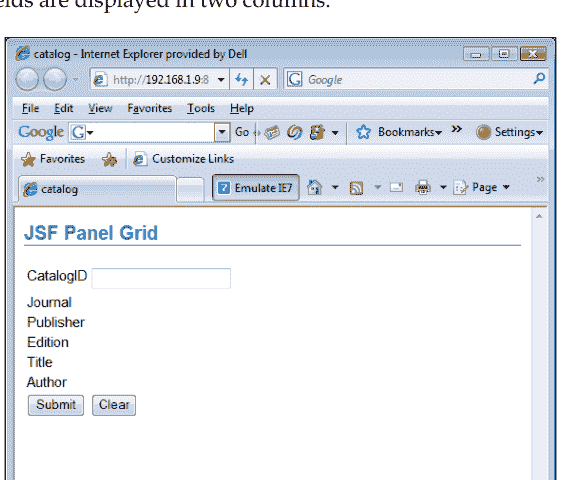 ields are displayed in two columns.
catalog - Internet Explorer provided by Dell
http://192.168.1.9:8 Google
File Edit View Favorites Tools Help
Google G Go Bookmarks Settings
Favorites Customize Links
catalog 7 Emulate IE7 Page
JSF Panel Grid
CatalogID
Journal
Publisher
Edition
Title
Author
Submit Clear